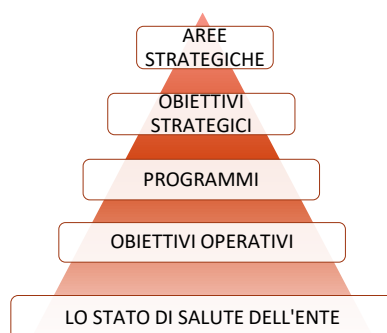 AREE
STRATEGICHE
OBIETTIVI
STRATEGICI
PROGRAMMI
OBIETTIVI OPERATIVI
LO STATO DI SALUTE DELL'ENTE